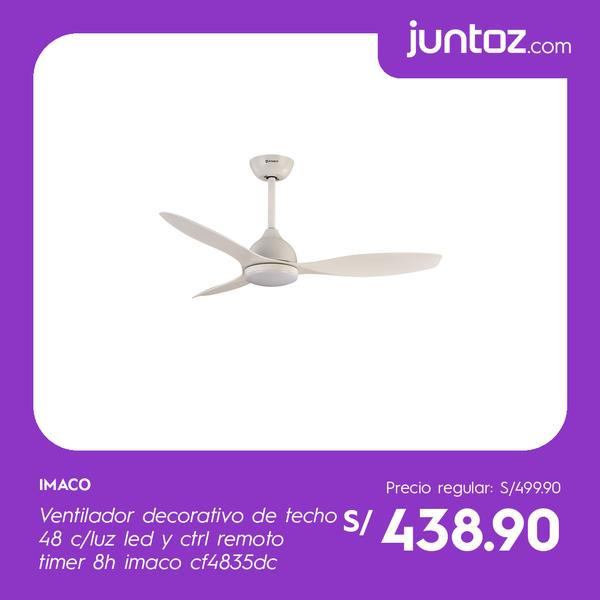 juntoz.com
IMACO
Precio regular: S/499.90
Ventilador decorativo de techo
48 c/luz led y ctrl remoto
timer 8h imaco cf4835dc
S/ 438.90